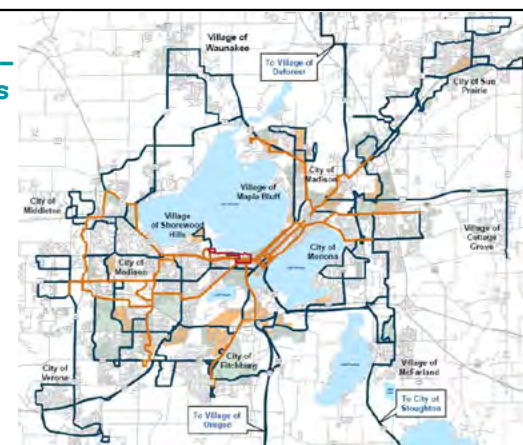 s
Village of
Waunakee
To Village of
Deforest
City of Sun
Prairie
City of
Madison
Village of
Maple Bluff
City of
Middleton
Village
of Shorewood
Hills
City of
Monona
Village of
Cottage
Grove
City of
Madison
City of
Verona
City of
Fitchburg
Village of
McFarland
To Village of
Oregon
To City of
Stoughton